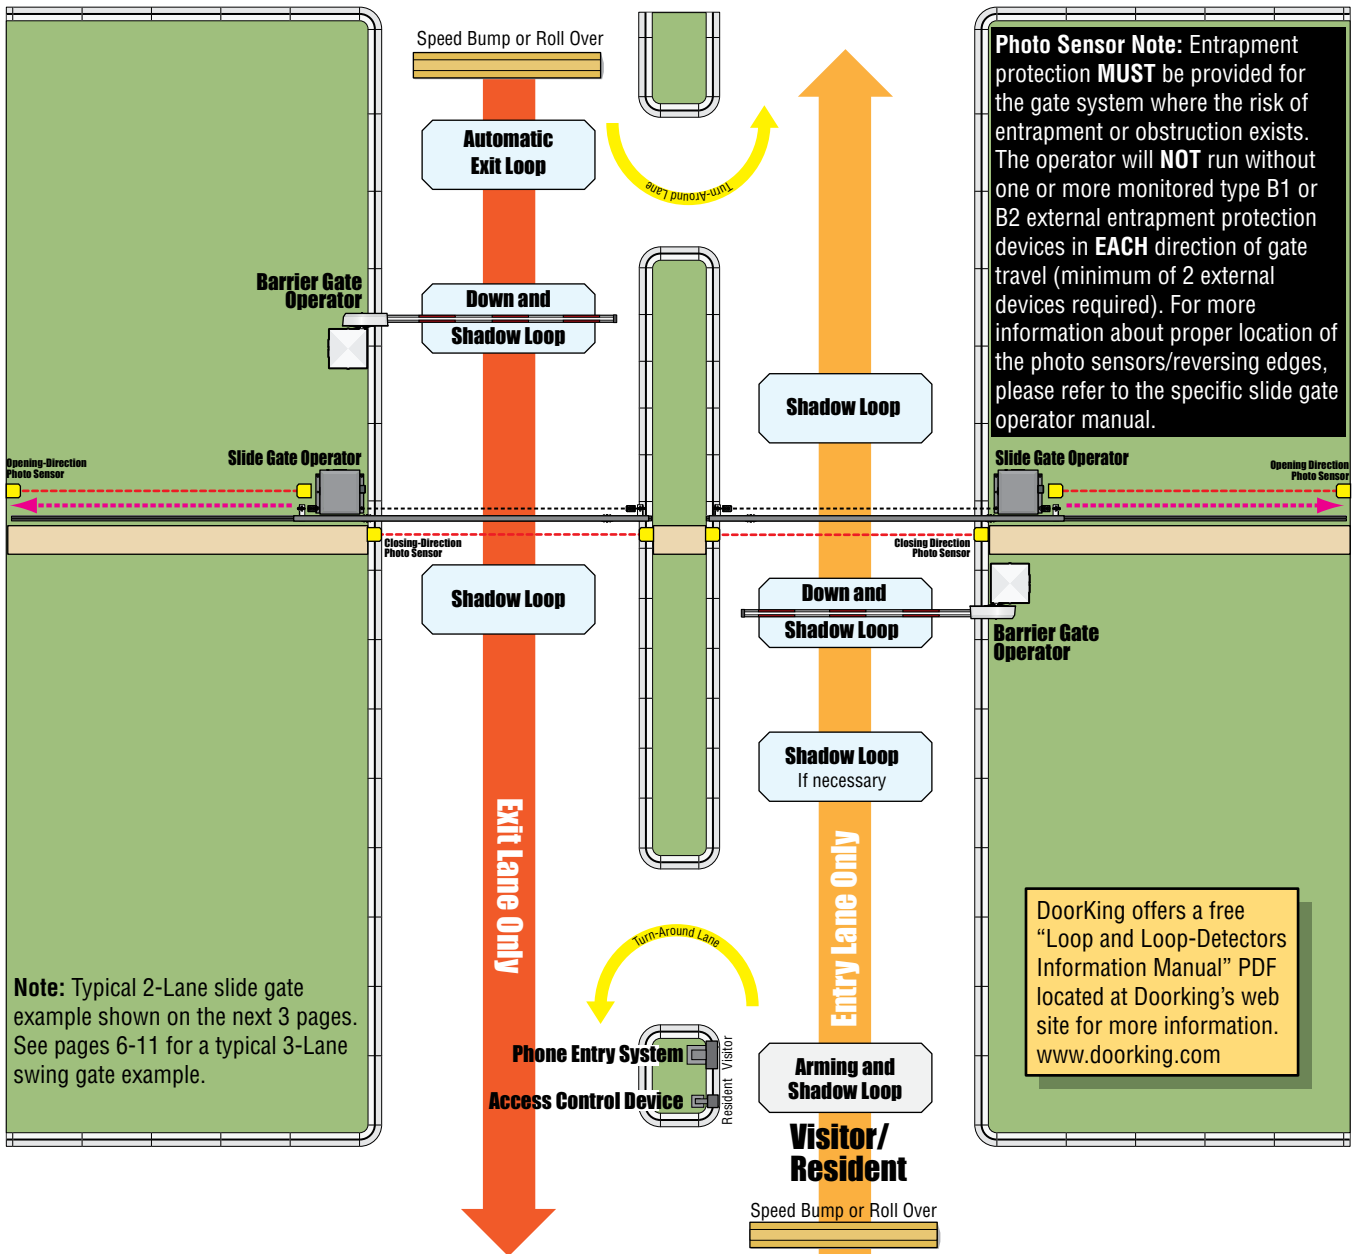 Speed Bump or Roll Over
Automatic
Exit Loop
Turn-Around Lane
Photo Sensor Note: Entrapment
protection MUST be provided for
the gate system where the risk of
entrapment or obstruction exists.
The operator will NOT run without
one or more monitored type B1 or
B2 external entrapment protection
devices in EACH direction of gate
travel (minimum of 2 external
devices required). For more
information about proper location of
the photo sensors/reversing edges,
please refer to the specific slide gate
operator manual.
Barrier Gate
Operator
Down and
Shadow Loop
Shadow Loop
Opening-Direction
Photo Sensor
Slide Gate Operator
Slide Gate Operator
Opening Direction
Photo Sensor
Closing-Direction
Photo Sensor
Closing Direction
Photo Sensor
Shadow Loop
Down and
Shadow Loop
Barrier Gate
Operator
Shadow Loop
If necessary
Exit Lane Only
Entry Lane Only
Turn-Around Lane
DoorKing offers a free
“Loop and Loop-Detectors
Information Manual” PDF
located at Doorking’s web
site for more information.
www.doorking.com
Note: Typical 2-Lane slide gate
example shown on the next 3 pages.
See pages 6-11 for a typical 3-Lane
swing gate example.
Phone Entry System
Access Control Device
Visitor
Resident
Arming and
Shadow Loop
Visitor/
Resident
Speed Bump or Roll Over